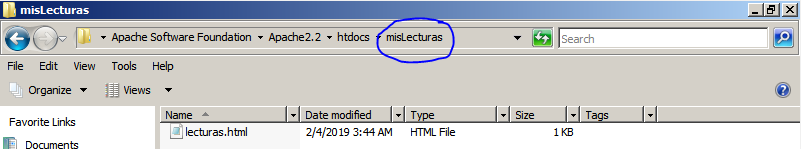 misLecturas
Apache Software Foundation Apache2.2 htdocs misLecturas Search
File Edit View Tools Help
Organize Views
Favorite Links Name Date modified Type Size Tags
Documents lecturas.html 2/4/2019 3:44 AM HTML File 1 KB